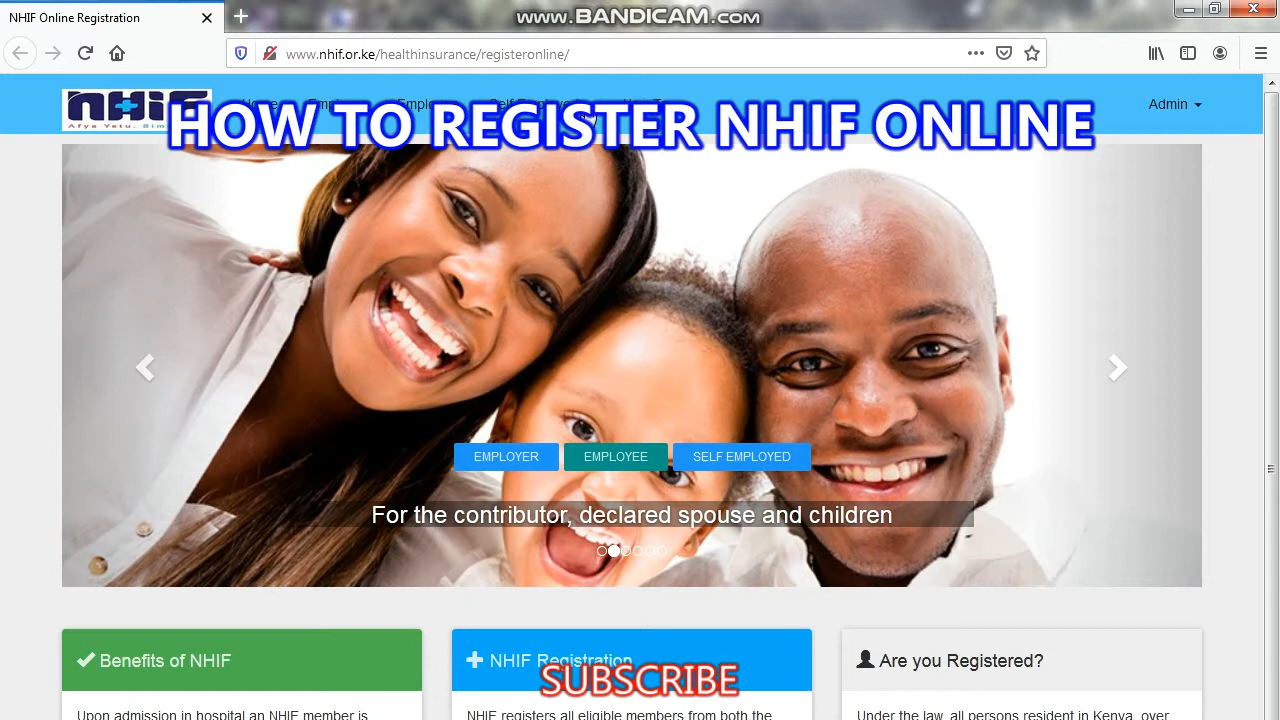 NHIF Online Registration
www.BANDICAM.com
www.nhif.or.ke/healthinsurance/registeronline/
NHIF
Home
Admin
HOW TO REGISTER NHIF ONLINE
EMPLOYER EMPLOYEE SELF EMPLOYED
For the contributor, declared spouse and children
Benefits of NHIF
NHIF Registration
Are you Registered?
SUBSCRIBE
Upon admission in hospital an NHIF member is
NHIF registers all eligible members from both the
Under the law, all persons resident in Kenya, over